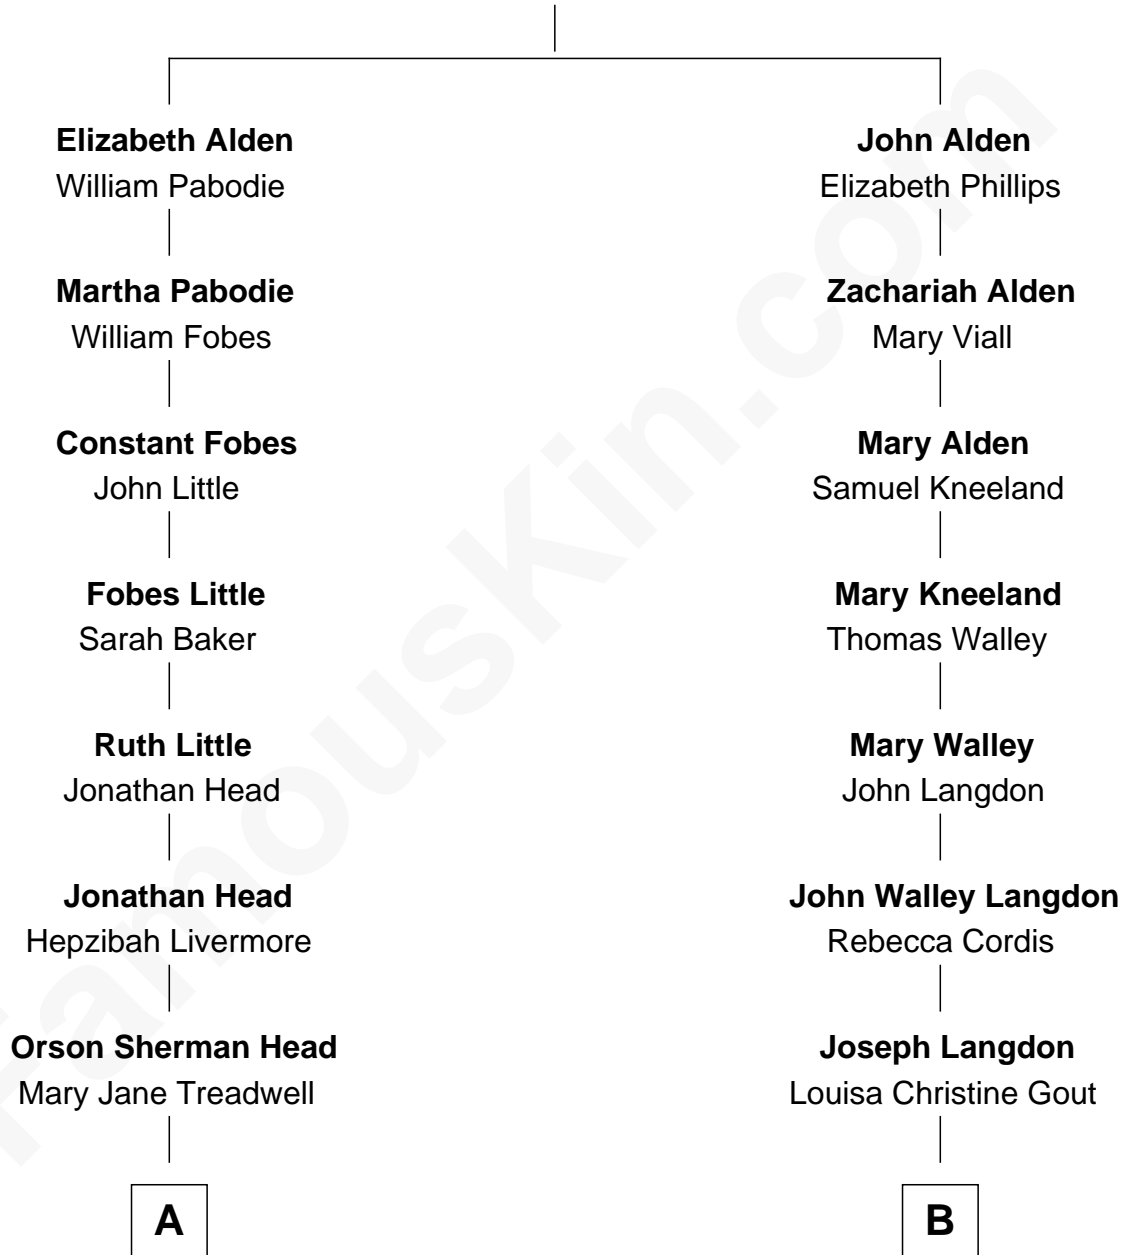 Elizabeth Alden
William Pabodie
Martha Pabodie
William Fobes
Constant Fobes
John Little
Fobes Little
Sarah Baker
Ruth Little
Jonathan Head
Jonathan Head
Hepzibah Livermore
Orson Sherman Head
Mary Jane Treadwell
A
John Alden
Elizabeth Phillips
Zachariah Alden
Mary Viall
Mary Alden
Samuel Kneeland
Mary Kneeland
Thomas Walley
Mary Walley
John Langdon
John Walley Langdon
Rebecca Cordis
Joseph Langdon
Louisa Christine Gout
B
FamousKin.com